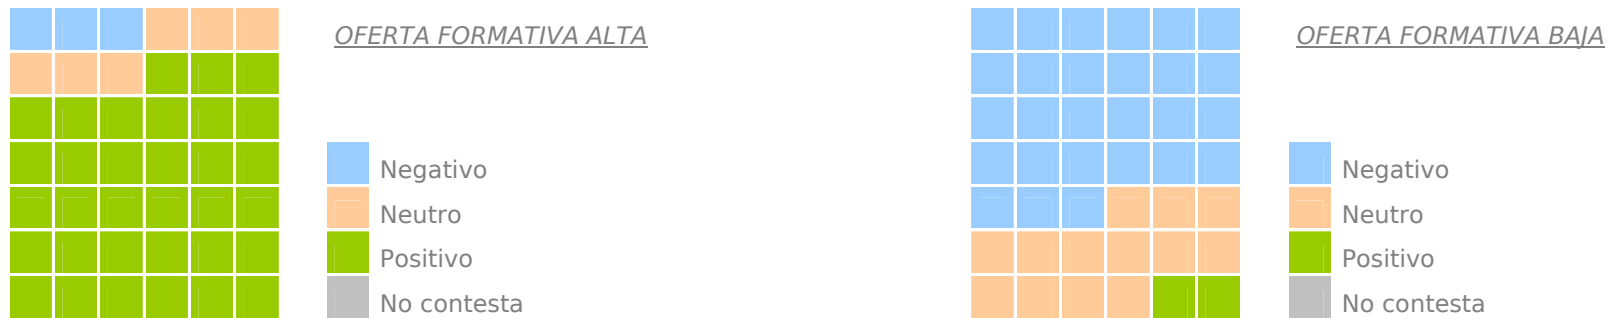 OFERTA FORMATIVA ALTA
Negativo
Neutro
Positivo
No contesta
OFERTA FORMATIVA BAJA
Negativo
Neutro
Positivo
No contesta